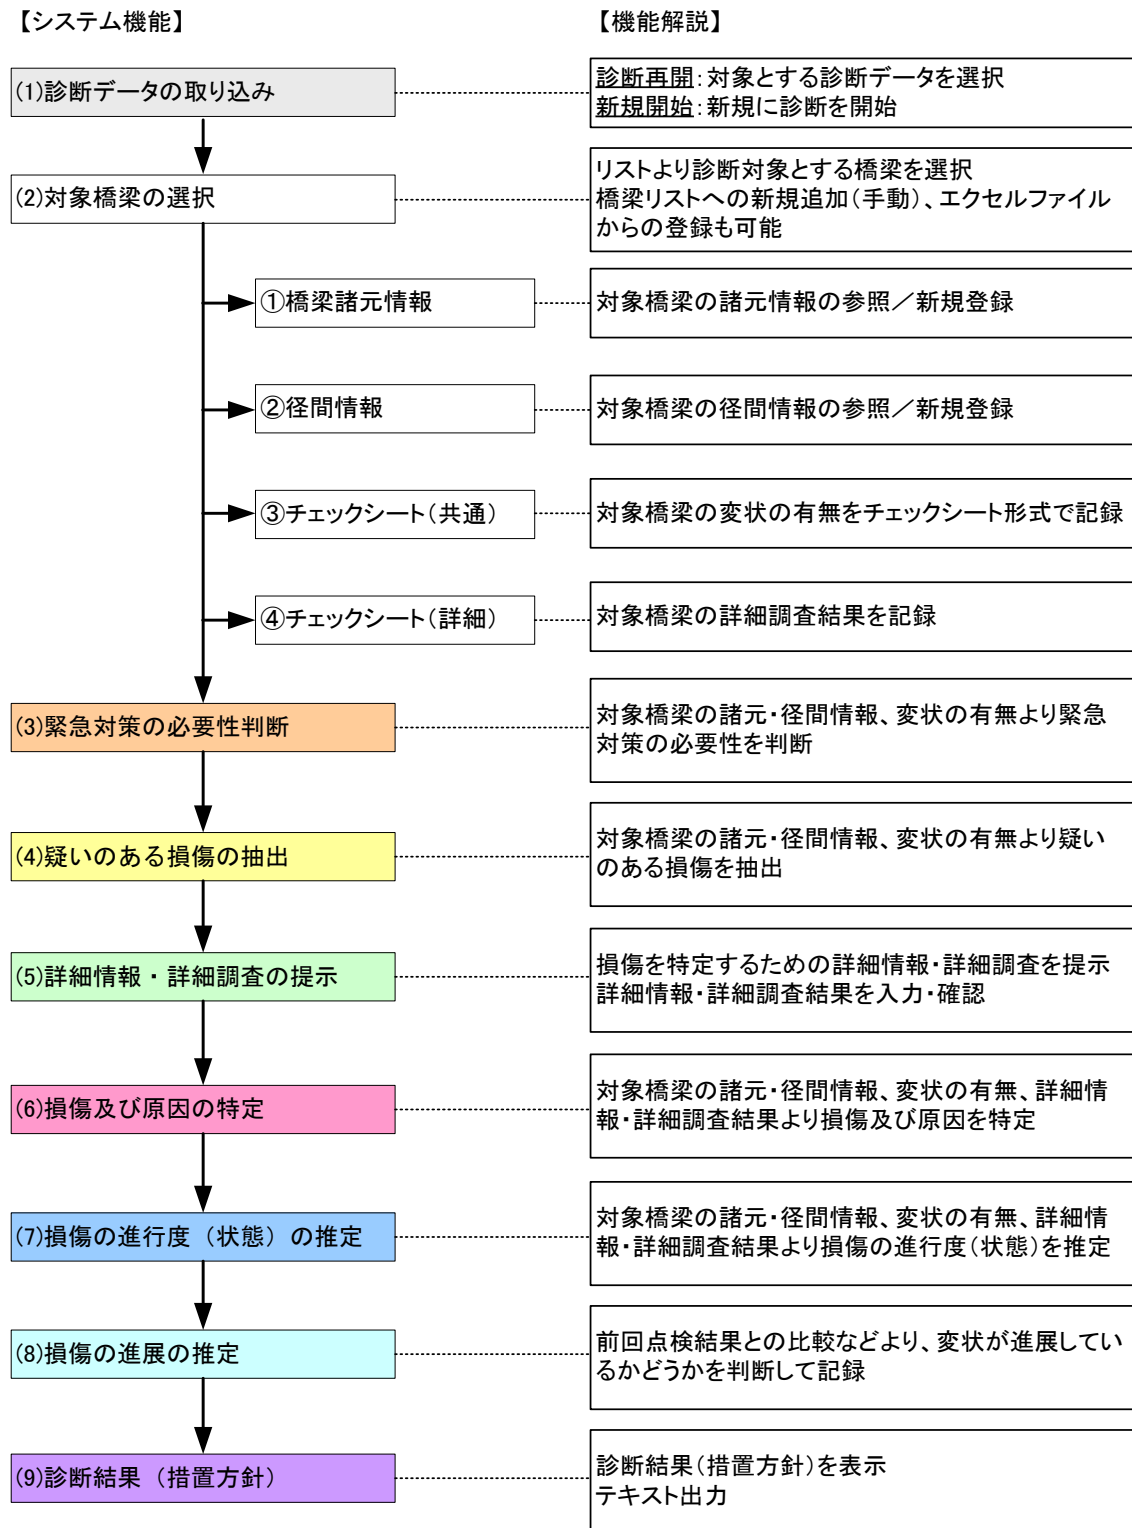 【システム機能】
【機能解説】
(1)診断データの取り込み
診断再開：対象とする診断データを選択
新規開始：新規に診断を開始
(2)対象橋梁の選択
リストより診断対象とする橋梁を選択
橋梁リストへの新規追加（手動）、エクセルファイル
からの登録も可能
①橋梁諸元情報
対象橋梁の諸元情報の参照／新規登録
②径間情報
対象橋梁の径間情報の参照／新規登録
③チェックシート（共通）
対象橋梁の変状の有無をチェックシート形式で記録
④チェックシート（詳細）
対象橋梁の詳細調査結果を記録
(3)緊急対策の必要性判断
対象橋梁の諸元・径間情報、変状の有無より緊急
対策の必要性を判断
(4)疑いのある損傷の抽出
対象橋梁の諸元・径間情報、変状の有無より疑い
のある損傷を抽出
(5)詳細情報・詳細調査の提示
損傷を特定するための詳細情報・詳細調査を提示
詳細情報・詳細調査結果を入力・確認
(6)損傷及び原因の特定
対象橋梁の諸元・径間情報、変状の有無、詳細情
報・詳細調査結果より損傷及び原因を特定
(7)損傷の進行度（状態）の推定
対象橋梁の諸元・径間情報、変状の有無、詳細情
報・詳細調査結果より損傷の進行度（状態）を推定
(8)損傷の進展の推定
前回点検結果との比較などより、変状が進展してい
るかどうかを判断して記録
(9)診断結果（措置方針）
診断結果（措置方針）を表示
テキスト出力